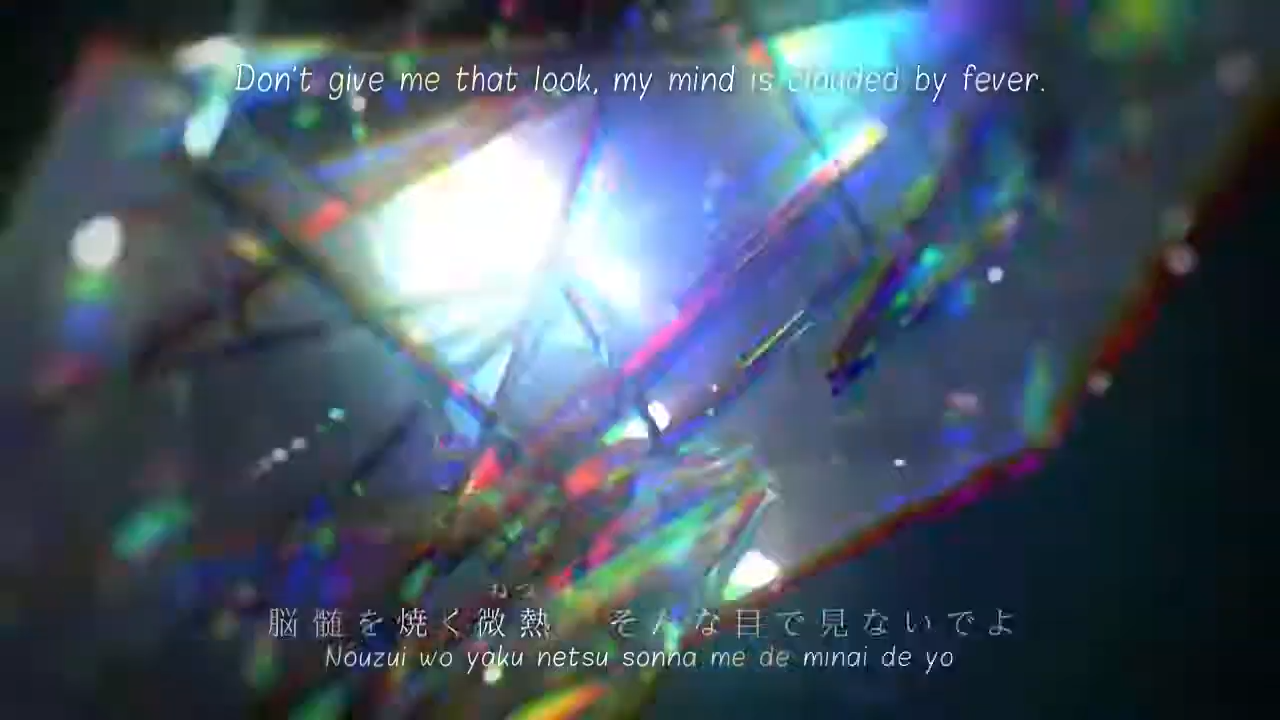 Don't give me that look, my mind is clouded by fever.
ねつ
脳髄を焼く微熱　そんな目で見ないでよ
Nouzui wo yaku netsu sonna me de minai de yo